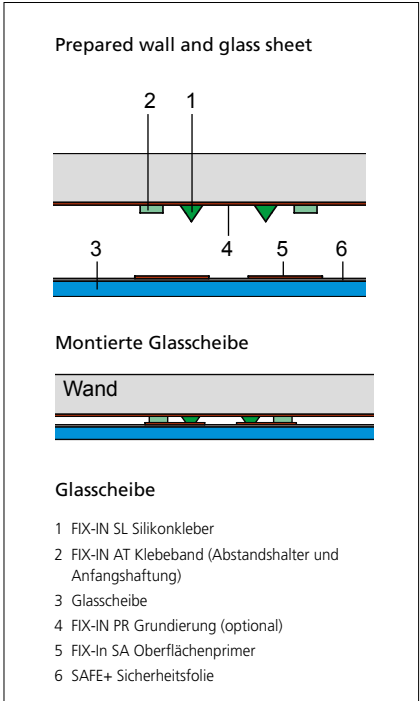 Prepared wall and glass sheet
2 1
3 4 5 6
Montierte Glasscheibe
Wand
Glasscheibe
1 FIX-IN SL Silikonkleber
2 FIX-IN AT Klebeband (Abstandshalter und
Anfangshaftung)
3 Glasscheibe
4 FIX-IN PR Grundierung (optional)
5 FIX-In SA Oberflächenprimer
6 SAFE+ Sicherheitsfolie